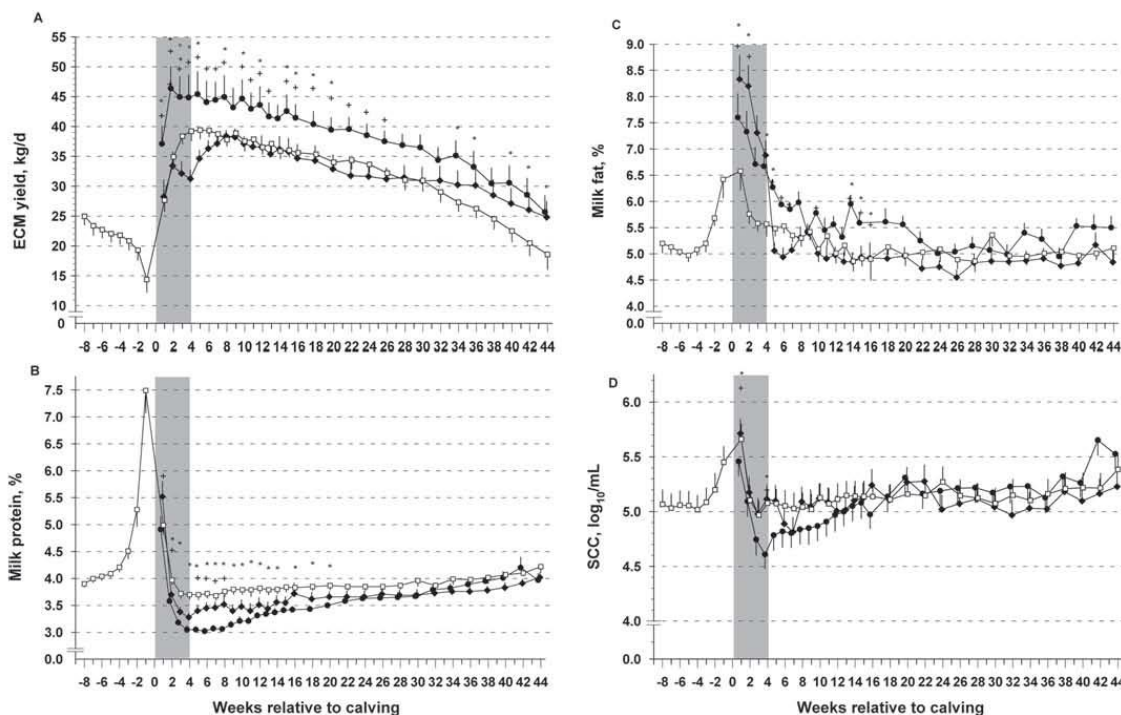 A
ECM yield, kg/d
55
50
45
40
35
30
25
20
15
10
0
-8 -6 -4 -2 0 2 4 6 8 10 12 14 16 18 20 22 24 26 28 30 32 34 36 38 40 42 44
B
Milk protein, %
7.5
7.0
6.5
6.0
5.5
5.0
4.5
4.0
3.5
3.0
0.0
-8 -6 -4 -2 0 2 4 6 8 10 12 14 16 18 20 22 24 26 28 30 32 34 36 38 40 42 44
Weeks relative to calving
C
Milk fat, %
9.0
8.5
8.0
7.5
7.0
6.5
6.0
5.5
5.0
4.5
4.0
0.0
-8 -6 -4 -2 0 2 4 6 8 10 12 14 16 18 20 22 24 26 28 30 32 34 36 38 40 42 44
D
SCC, log10/mL
6.0
5.5
5.0
4.5
4.0
0.0
-8 -6 -4 -2 0 2 4 6 8 10 12 14 16 18 20 22 24 26 28 30 32 34 36 38 40 42 44
Weeks relative to calving